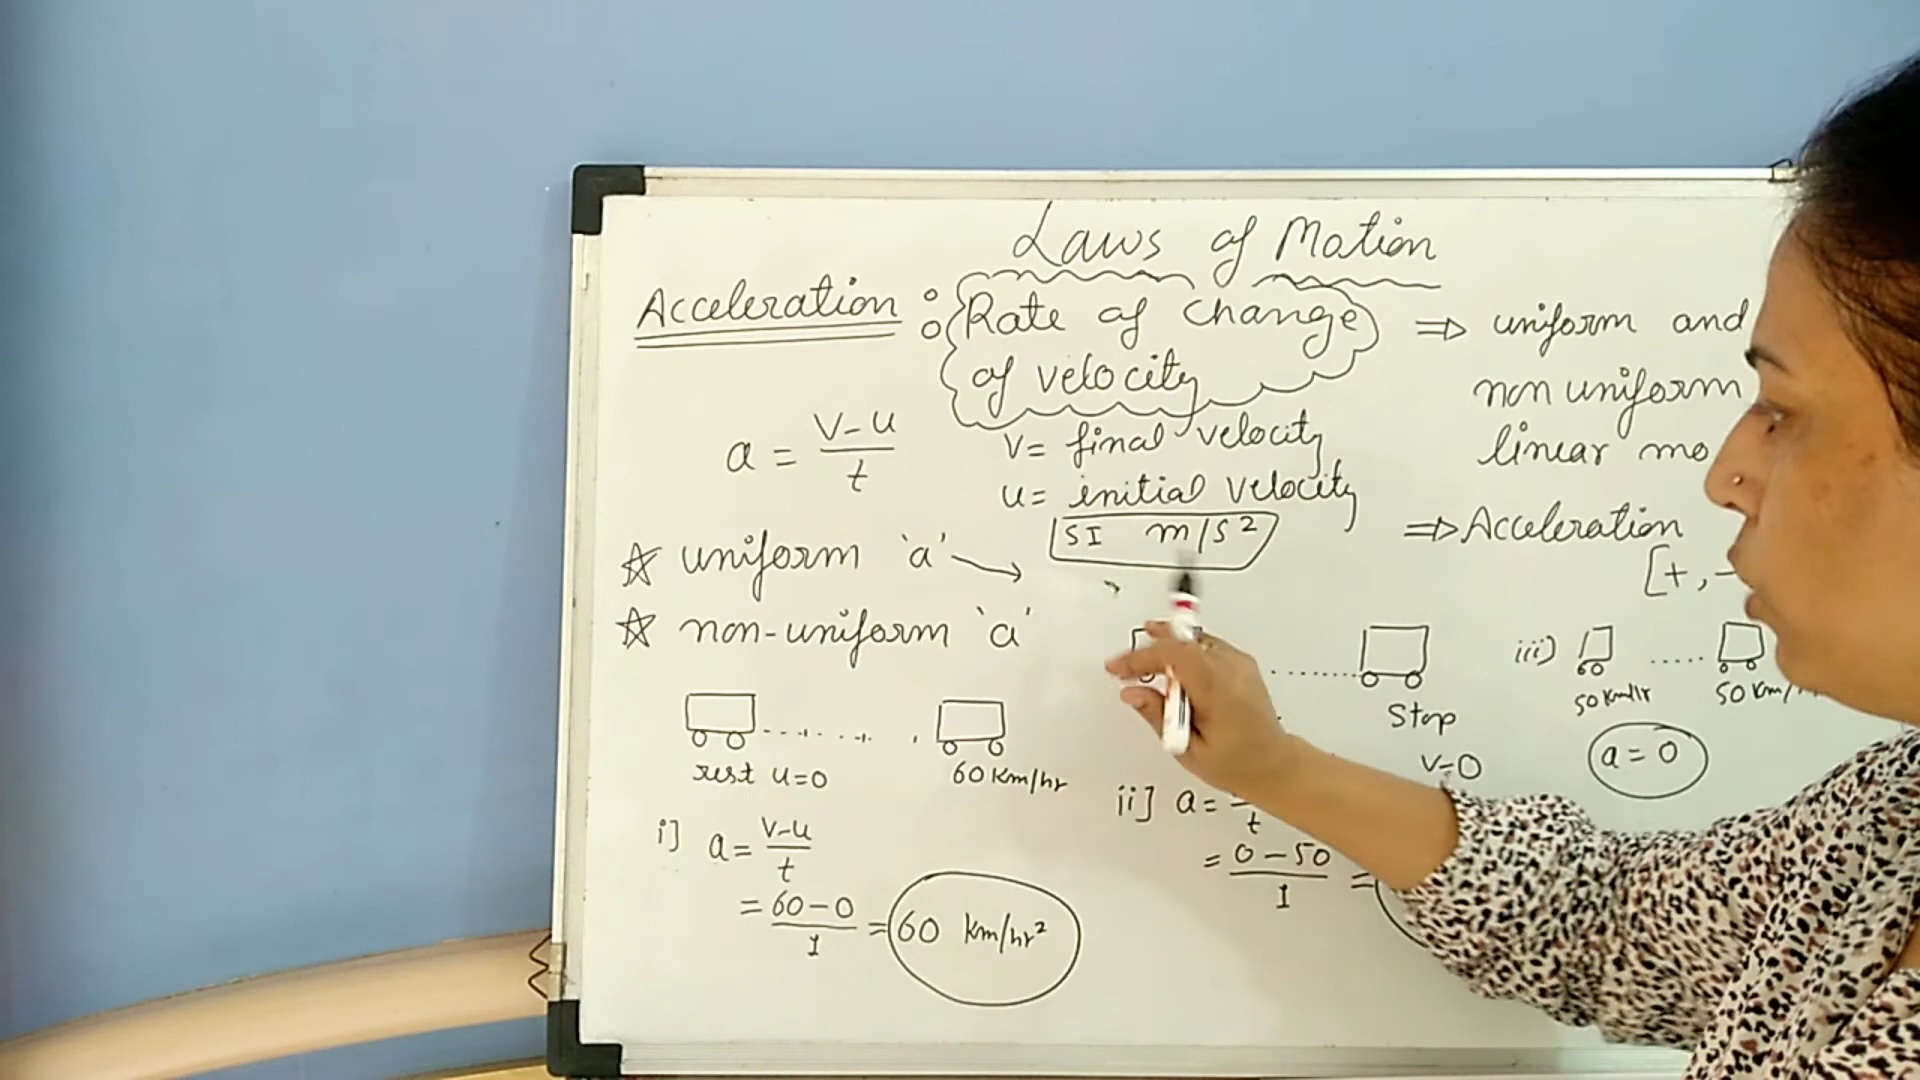 Laws of Motion
Acceleration : Rate of change
of velocity
a = v-u/t
v = final velocity
u = initial velocity
SI m/s²
☆ uniform 'a' →
☆ non-uniform 'a'
⇒ uniform and
non uniform
linear mo
⇒ Acceleration
[+, -
rest u=0
60 Km/hr
i] a = v-u/t
= 60-0/1 = 60 Km/hr²
Stop
v=0
ii] a = /t
= 0-50/1 =
iii)
50 Km/hr
50 Km/
a = 0